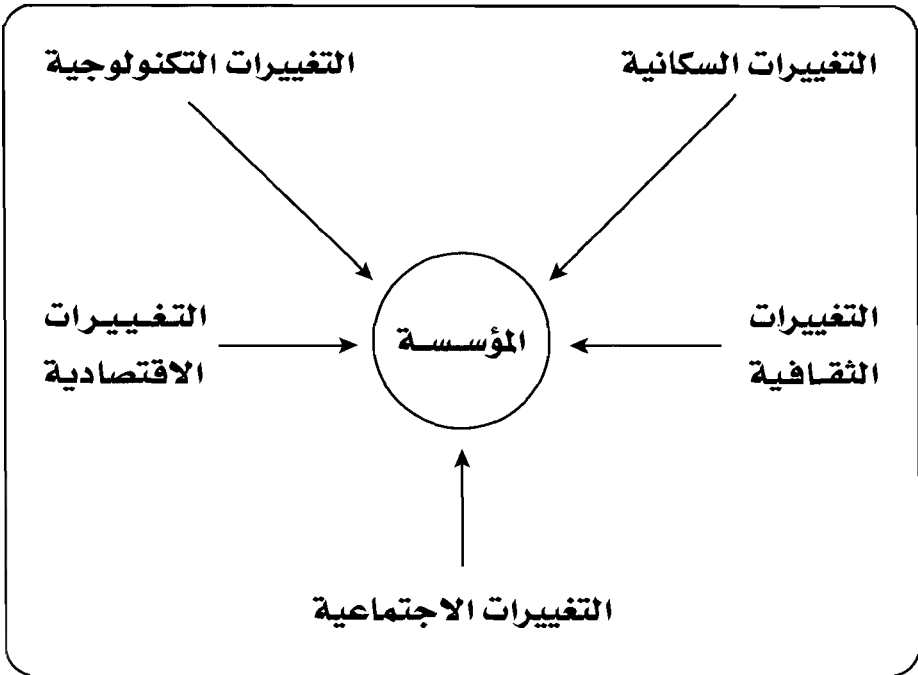 التغييرات السكانية
التغييرات التكنولوجية
التغييرات
الثقافية
المؤسسة
التغييرات
الاقتصادية
التغييرات الاجتماعية